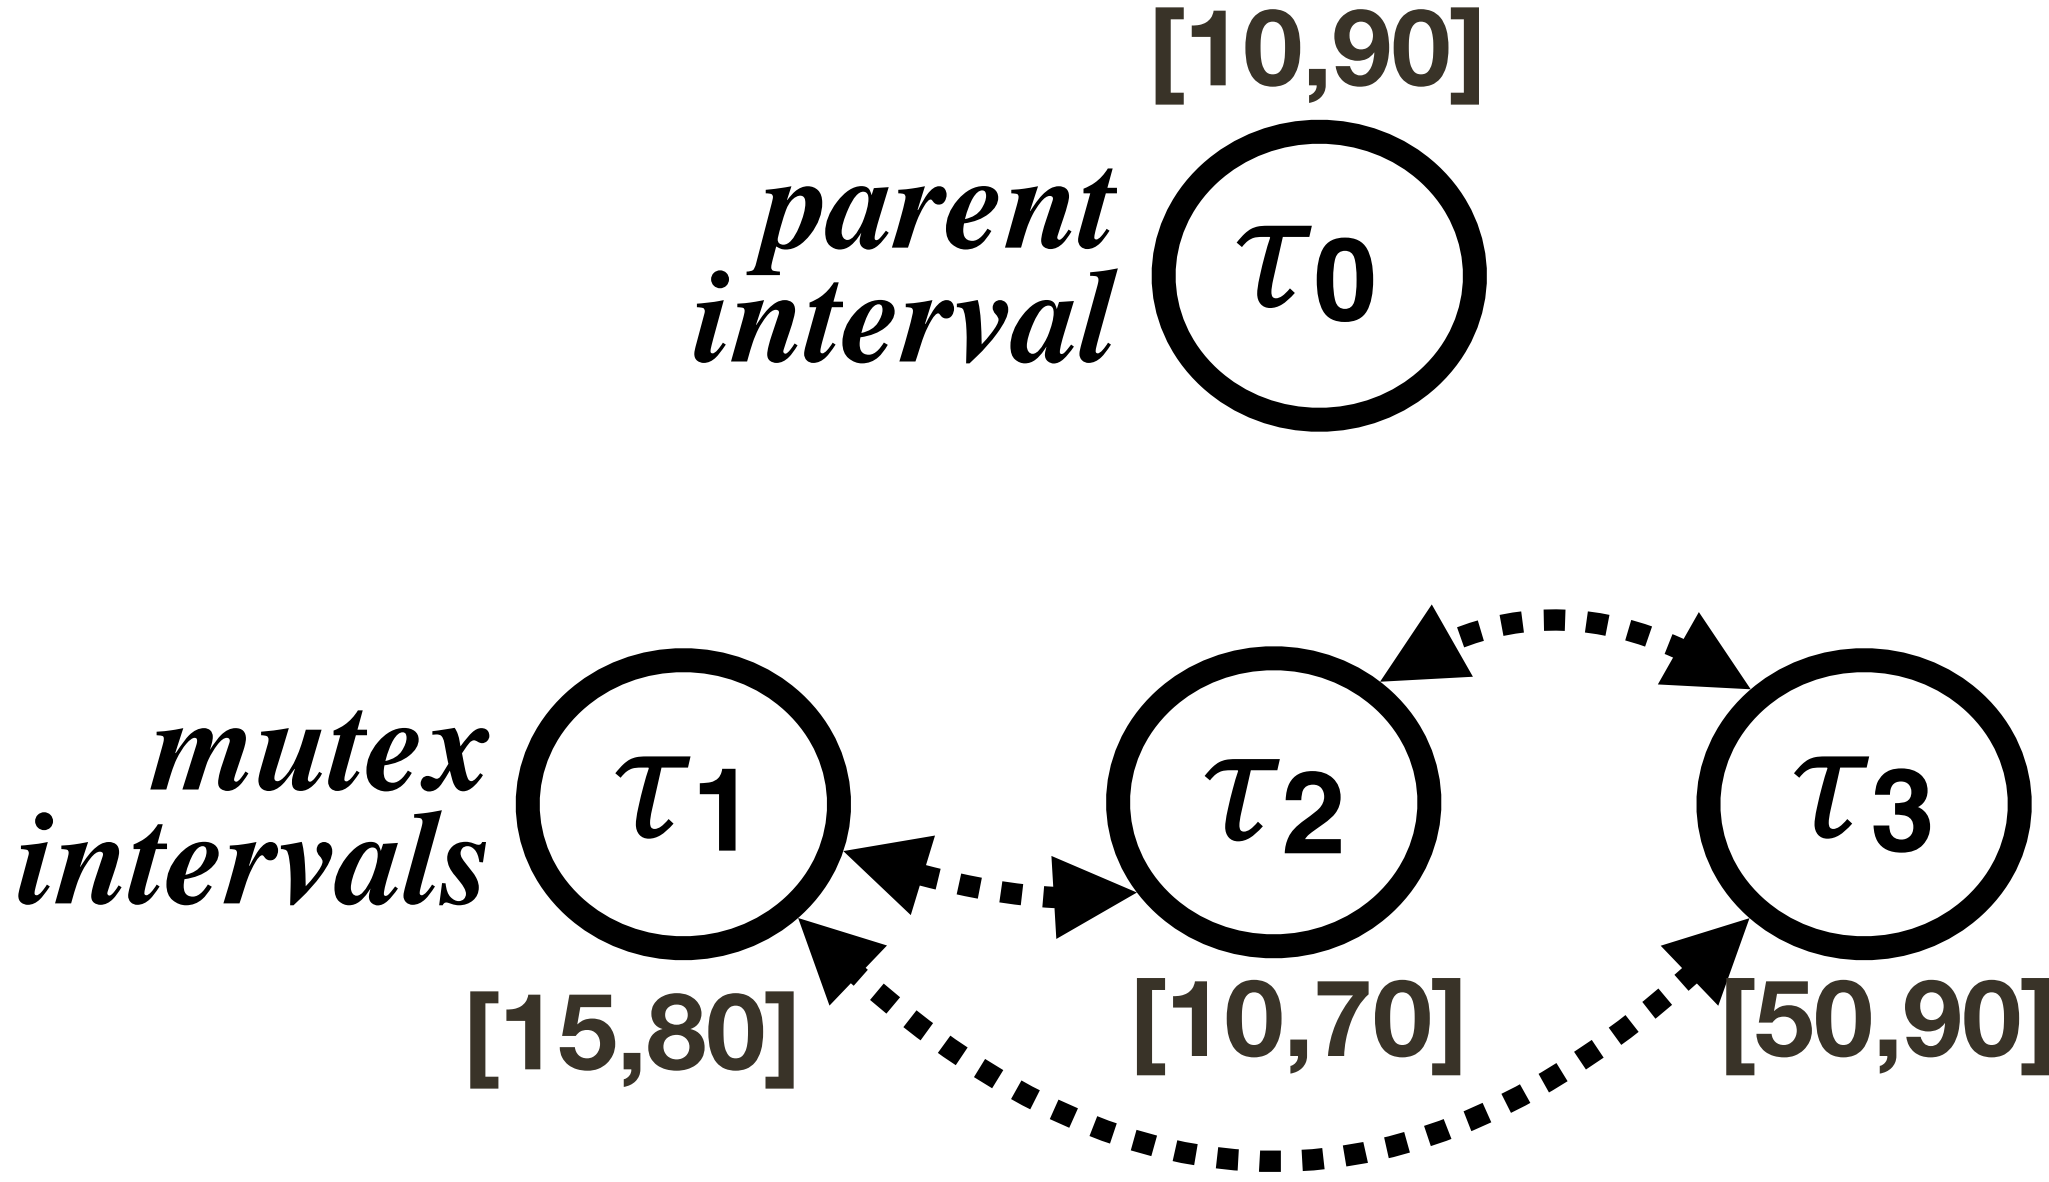 [10,90]
parent
interval
τ0
mutex
intervals
τ1
τ2
τ3
[15,80]
[10,70]
[50,90]